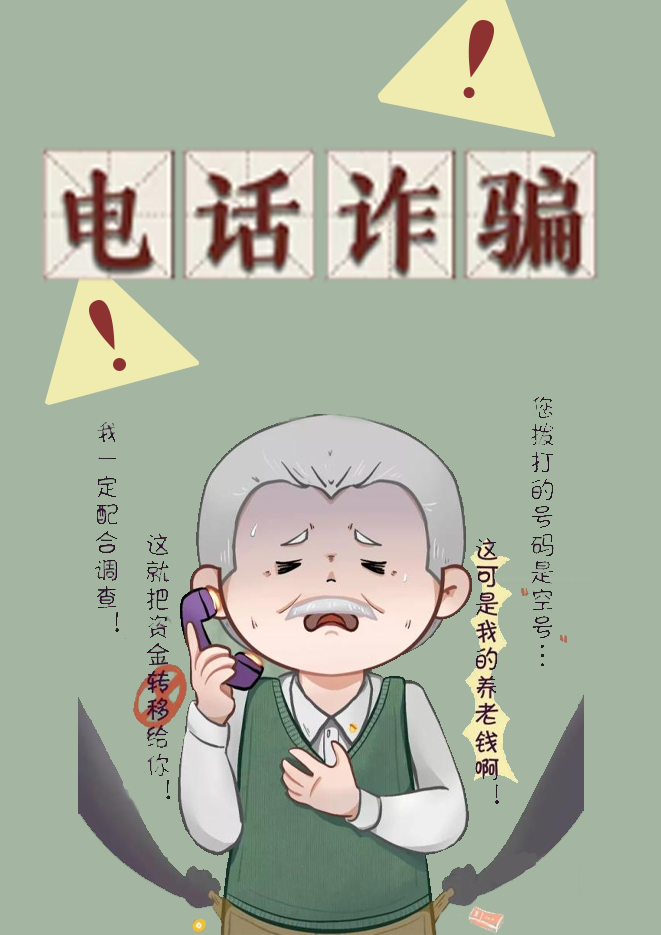 电话诈骗
我一定配合调查！
这就把资金转移给你！
您拨打的号码是“空号”…
这可是我的养老钱啊！